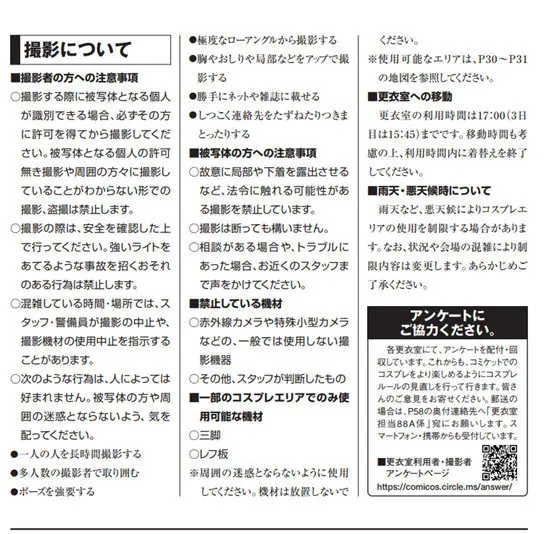 撮影について
■撮影者の方への注意事項
○撮影する際に被写体となる個人
が識別できる場合、必ずその方
に許可を得てから撮影してくだ
さい。被写体となる個人の許可
無き撮影や周囲の方々に撮影し
ていることがわからない形での
撮影、盗撮は禁止します。
○撮影の際は、安全を確認した上
で行ってください。強いライトを
あてるような事故を招くおそれ
のある行為は禁止します。
○混雑している時間・場所では、ス
タッフ・警備員が撮影の中止や、
撮影機材の使用中止を指示する
ことがあります。
○次のような行為は、人によっては
好まれません。被写体の方や周
囲の迷惑とならないよう、気を
配ってください。
●一人の人を長時間撮影する
●多人数の撮影者で取り囲む
●ポーズを強要する
●極度なローアングルから撮影する
●胸やおしりや局部などをアップで撮
影する
●勝手にネットや雑誌に載せる
●しつこく連絡先をたずねたりつきま
とったりする
■被写体の方への注意事項
○故意に局部や下着を露出させる
など、法令に触れる可能性があ
る撮影を禁止しています。
○撮影は断っても構いません。
○相談がある場合や、トラブルに
あった場合、お近くのスタッフま
で声をかけてください。
■禁止している機材
○赤外線カメラや特殊小型カメラ
などの、一般では使用しない撮
影機器
○その他、スタッフが判断したもの
■一部のコスプレエリアでのみ使
用可能な機材
○三脚
○レフ板
※周囲の迷惑とならないように使用
してください。機材は放置しないで
ください。
※使用可能なエリアは、P30～P31
の地図を参照してください。
■更衣室への移動
更衣室の利用時間は17:00(3日
目は15:45)までです。移動時間も考
慮の上、利用時間内に着替えを終了
してください。
■雨天・悪天候時について
雨天など、悪天候によりコスプレエ
リアの使用を制限する場合がありま
す。なお、状況や会場の混雑により制
限内容は変更します。あらかじめご
了承ください。
アンケートに
ご協力ください。
各更衣室にて、アンケートを配付・回
収しています。これからも、コミケットでの
コスプレをより楽しめるようにコスプレ
ルールの見直しを行って行きます。皆さ
んのご意見をお寄せください。郵送の
場合は、P58の奥付連絡先へ「更衣室
担当88A係」宛にお願いします。ス
マートフォン・携帯からも受付ています。
■更衣室利用者・撮影者
アンケートページ
https://comicos.circle.ms/answer/